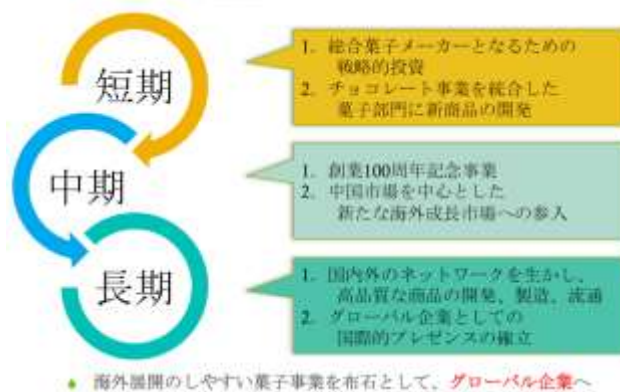 短期
1. 総合菓子メーカーとなるための
戦略的投資
2. チョコレート事業を統合した
菓子部門に新商品の開発
中期
1. 創業100周年記念事業
2. 中国市場を中心とした
新たな海外成長市場への参入
長期
1. 国内外のネットワークを生かし、
高品質な商品の開発、製造、流通
2. グローバル企業としての
国際的プレゼンスの確立
海外展開のしやすい菓子事業を布石として、グローバル企業へ